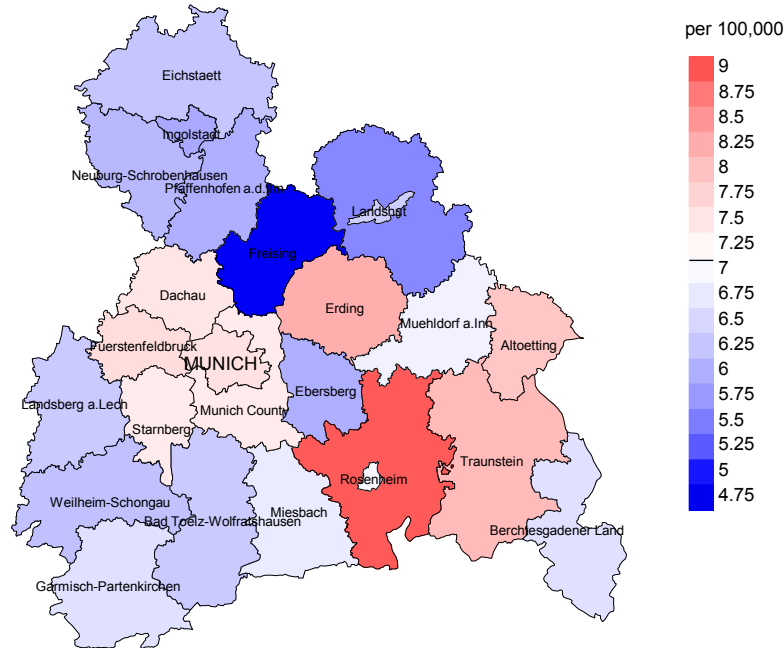 per 100,000
9
8.75
8.5
8.25
8
7.75
7.5
7.25
7
6.75
6.5
6.25
6
5.75
5.5
5.25
5
4.75
Eichstaett
Ingolstadt
Neuburg-Schrobenhausen
Pfaffenhofen a.d.Ilm
Landshut
Freising
Dachau
Erding
Muehldorf a.Inn
Altoetting
Fuerstenfeldbruck
MUNICH
Ebersberg
Landsberg a.Lech
Munich County
Starnberg
Traunstein
Rosenheim
Weilheim-Schongau
Miesbach
Bad Toelz-Wolfratshausen
Berchtesgadener Land
Garmisch-Partenkirchen